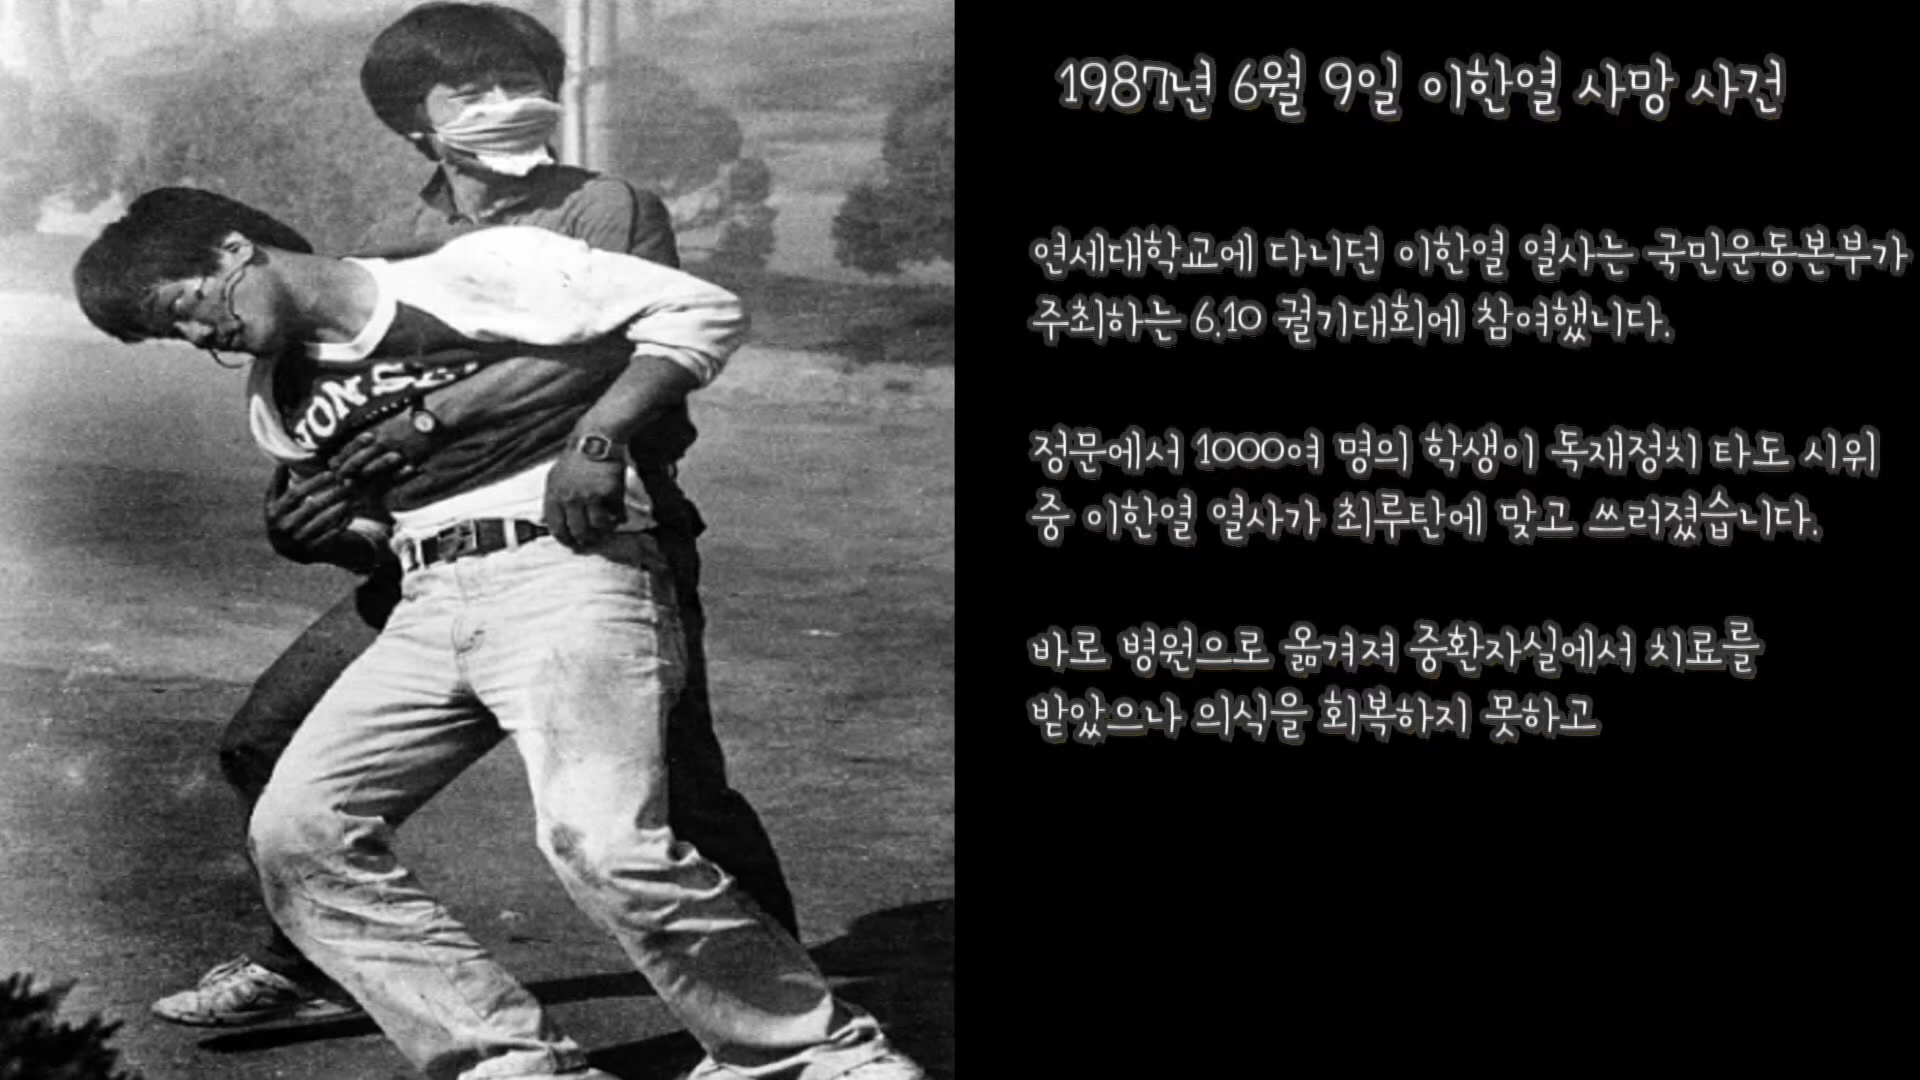 1987년 6월 9일 이한열 사망 사건
연세대학교에 다니던 이한열 열사는 국민운동본부가
주최하는 6.10 궐기대회에 참여했니다.
정문에서 1000여 명의 학생이 독재정치 타도 시위
중 이한열 열사가 최루탄에 맞고 쓰러졌습니다.
바로 병원으로 옮겨져 중환자실에서 치료를
받았으나 의식을 회복하지 못하고
YONSEI